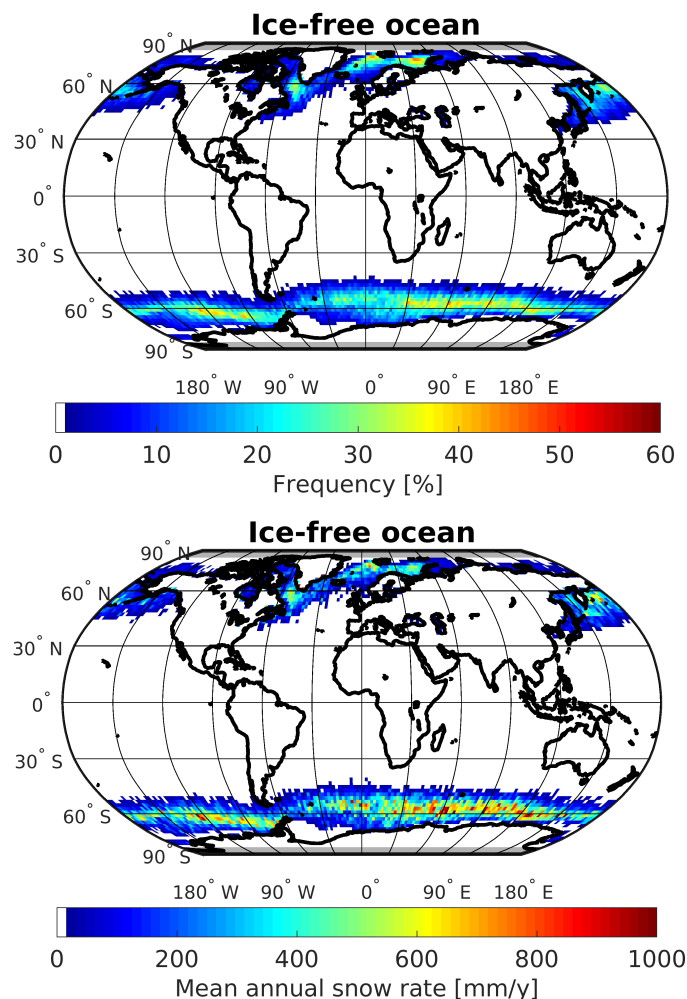 Ice-free ocean
90° N
60° N
30° N
0°
30° S
60° S
90° S
180° W 90° W 0° 90° E 180° E
0 10 20 30 40 50 60
Frequency [%]
Ice-free ocean
90° N
60° N
30° N
0°
30° S
60° S
90° S
180° W 90° W 0° 90° E 180° E
0 200 400 600 800 1000
Mean annual snow rate [mm/y]